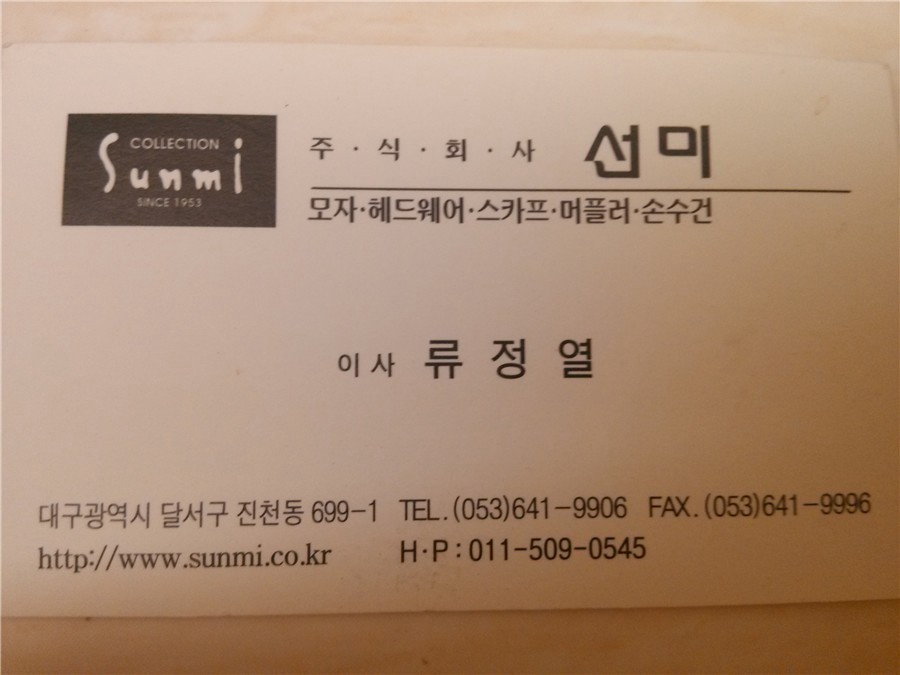 COLLECTION
Sunmi
SINCE 1953
주·식·회·사 선미
모자·헤드웨어·스카프·머플러·손수건
이사 류정열
대구광역시 달서구 진천동 699-1 TEL.(053)641-9906 FAX.(053)641-9996
http://www.sunmi.co.kr H·P:011-509-0545